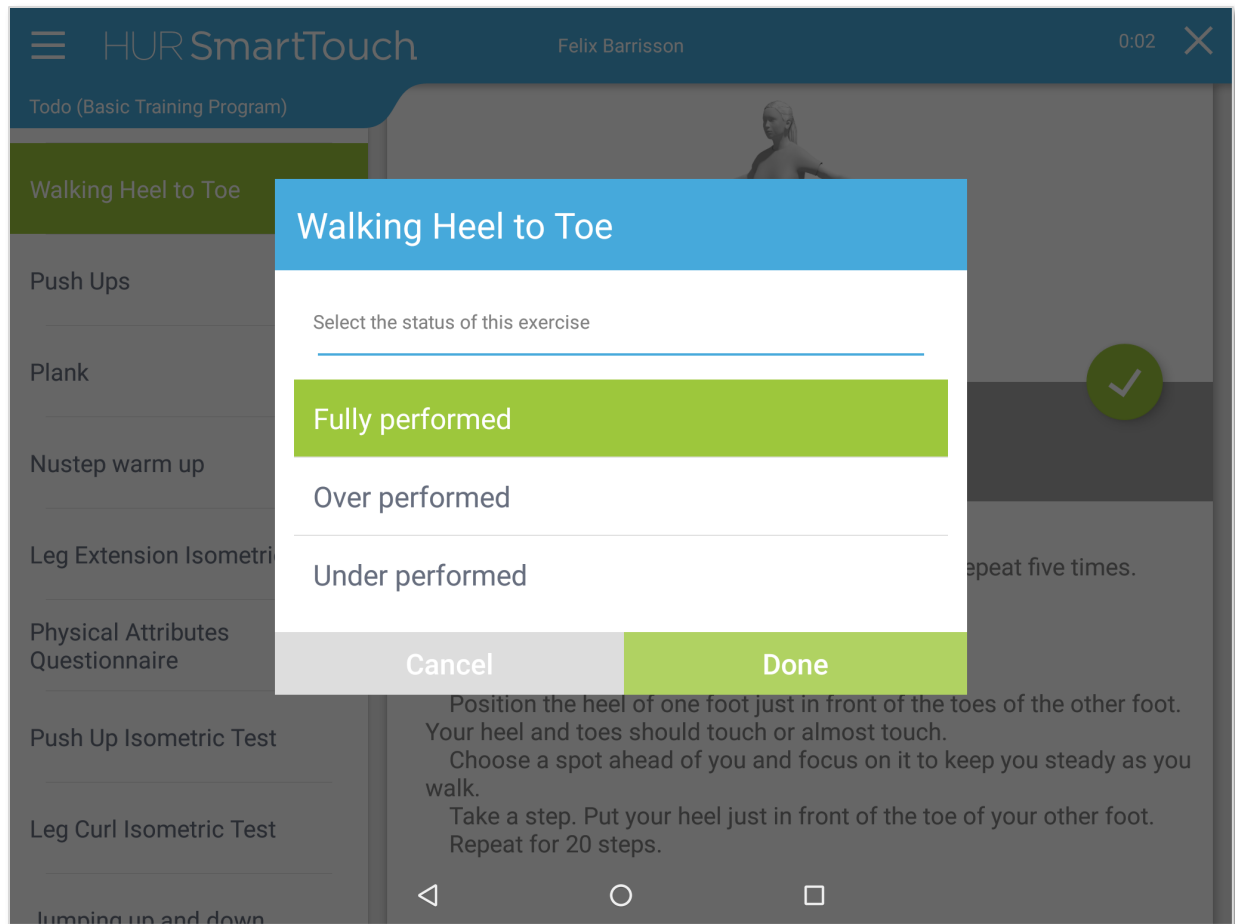 HUR SmartTouch
Felix Barrisson
0:02
Todo (Basic Training Program)
Walking Heel to Toe
Push Ups
Plank
Nustep warm up
Leg Extension Isometri
Physical Attributes
Questionnaire
Push Up Isometric Test
Leg Curl Isometric Test
Jumping up and down
Walking Heel to Toe
Select the status of this exercise
Fully performed
Over performed
Under performed
Cancel
Done
epeat five times.
Position the heel of one foot just in front of the toes of the other foot.
Your heel and toes should touch or almost touch.
Choose a spot ahead of you and focus on it to keep you steady as you
walk.
Take a step. Put your heel just in front of the toe of your other foot.
Repeat for 20 steps.